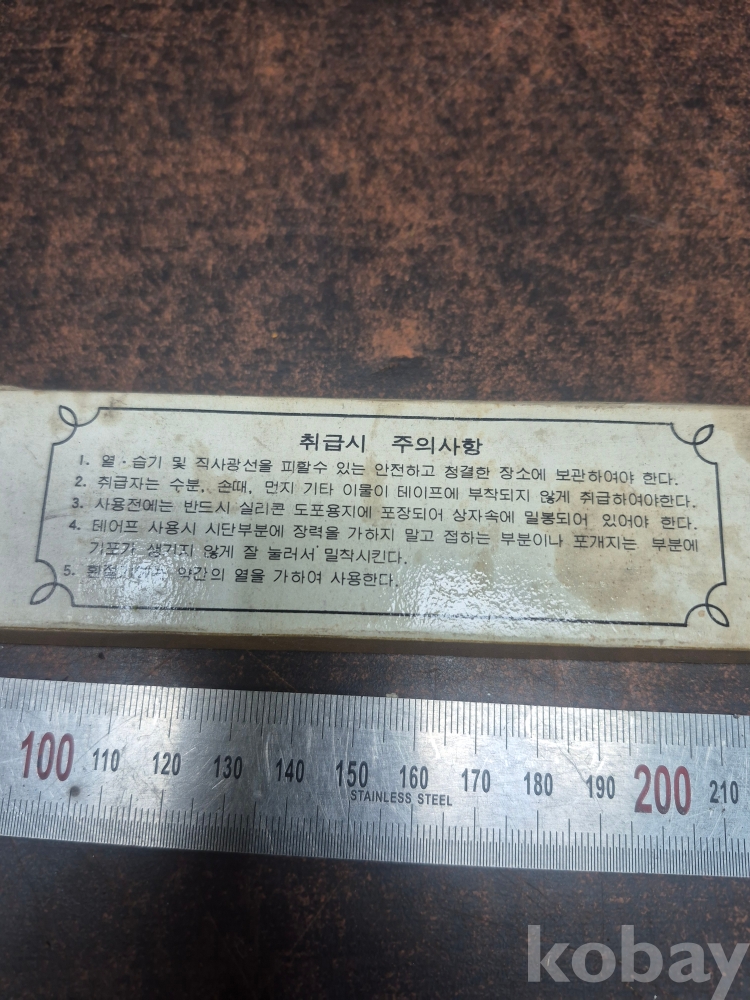 취급시 주의사항
1. 열·습기 및 직사광선을 피할수 있는 안전하고 청결한 장소에 보관하여야 한다.
2. 취급자는 수분, 손때, 먼지 기타 이물이 테이프에 부착되지 않게 취급하여야한다.
3. 사용전에는 반드시 실리콘 도포용지에 포장되어 상자속에 밀봉되어 있어야 한다.
4. 테이프 사용시 시단부분에 장력을 가하지 말고 접하는 부분이나 포개지는 부분에
기포가 생기지 않게 잘 눌러서 밀착시킨다.
5. 약간의 열을 가하여 사용한다.
100 110 120 130 140 150 160 170 180 190 200 210
STAINLESS STEEL
kobay